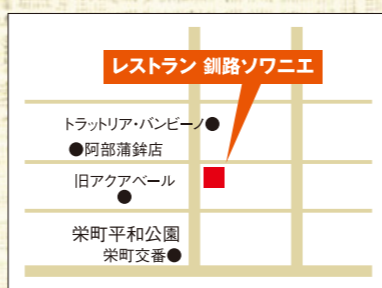 レストラン 釧路ソワニエ
トラットリア・バンビーノ●
●阿部蒲鉾店
旧アクアベール
●
栄町平和公園
栄町交番●